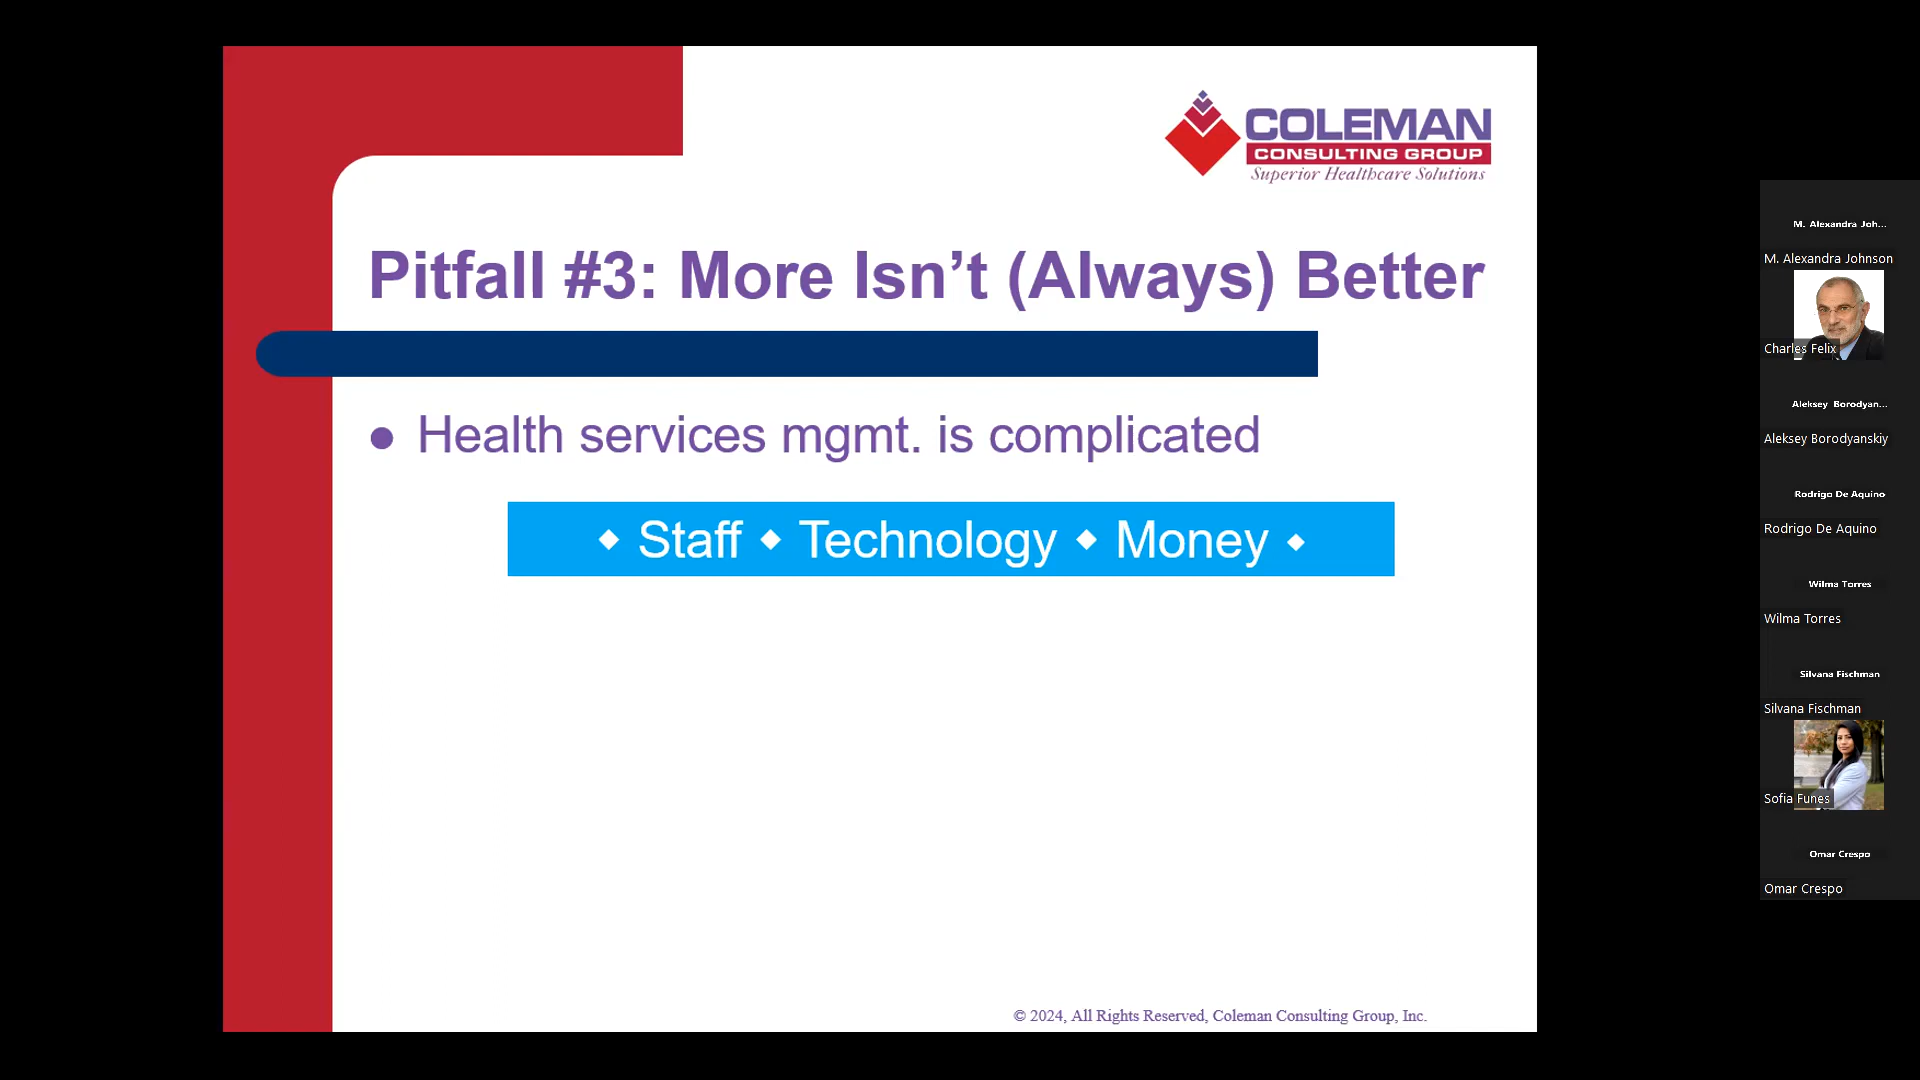 COLEMAN
CONSULTING GROUP
Superior Healthcare Solutions
Pitfall #3: More Isn’t (Always) Better
● Health services mgmt. is complicated
◆ Staff ◆ Technology ◆ Money ◆
© 2024, All Rights Reserved, Coleman Consulting Group, Inc.
M. Alexandra Joh...
M. Alexandra Johnson
Charles Felix
Aleksey Borodyan...
Aleksey Borodyanskiy
Rodrigo De Aquino
Rodrigo De Aquino
Wilma Torres
Wilma Torres
Silvana Fischman
Silvana Fischman
Sofia Funes
Omar Crespo
Omar Crespo